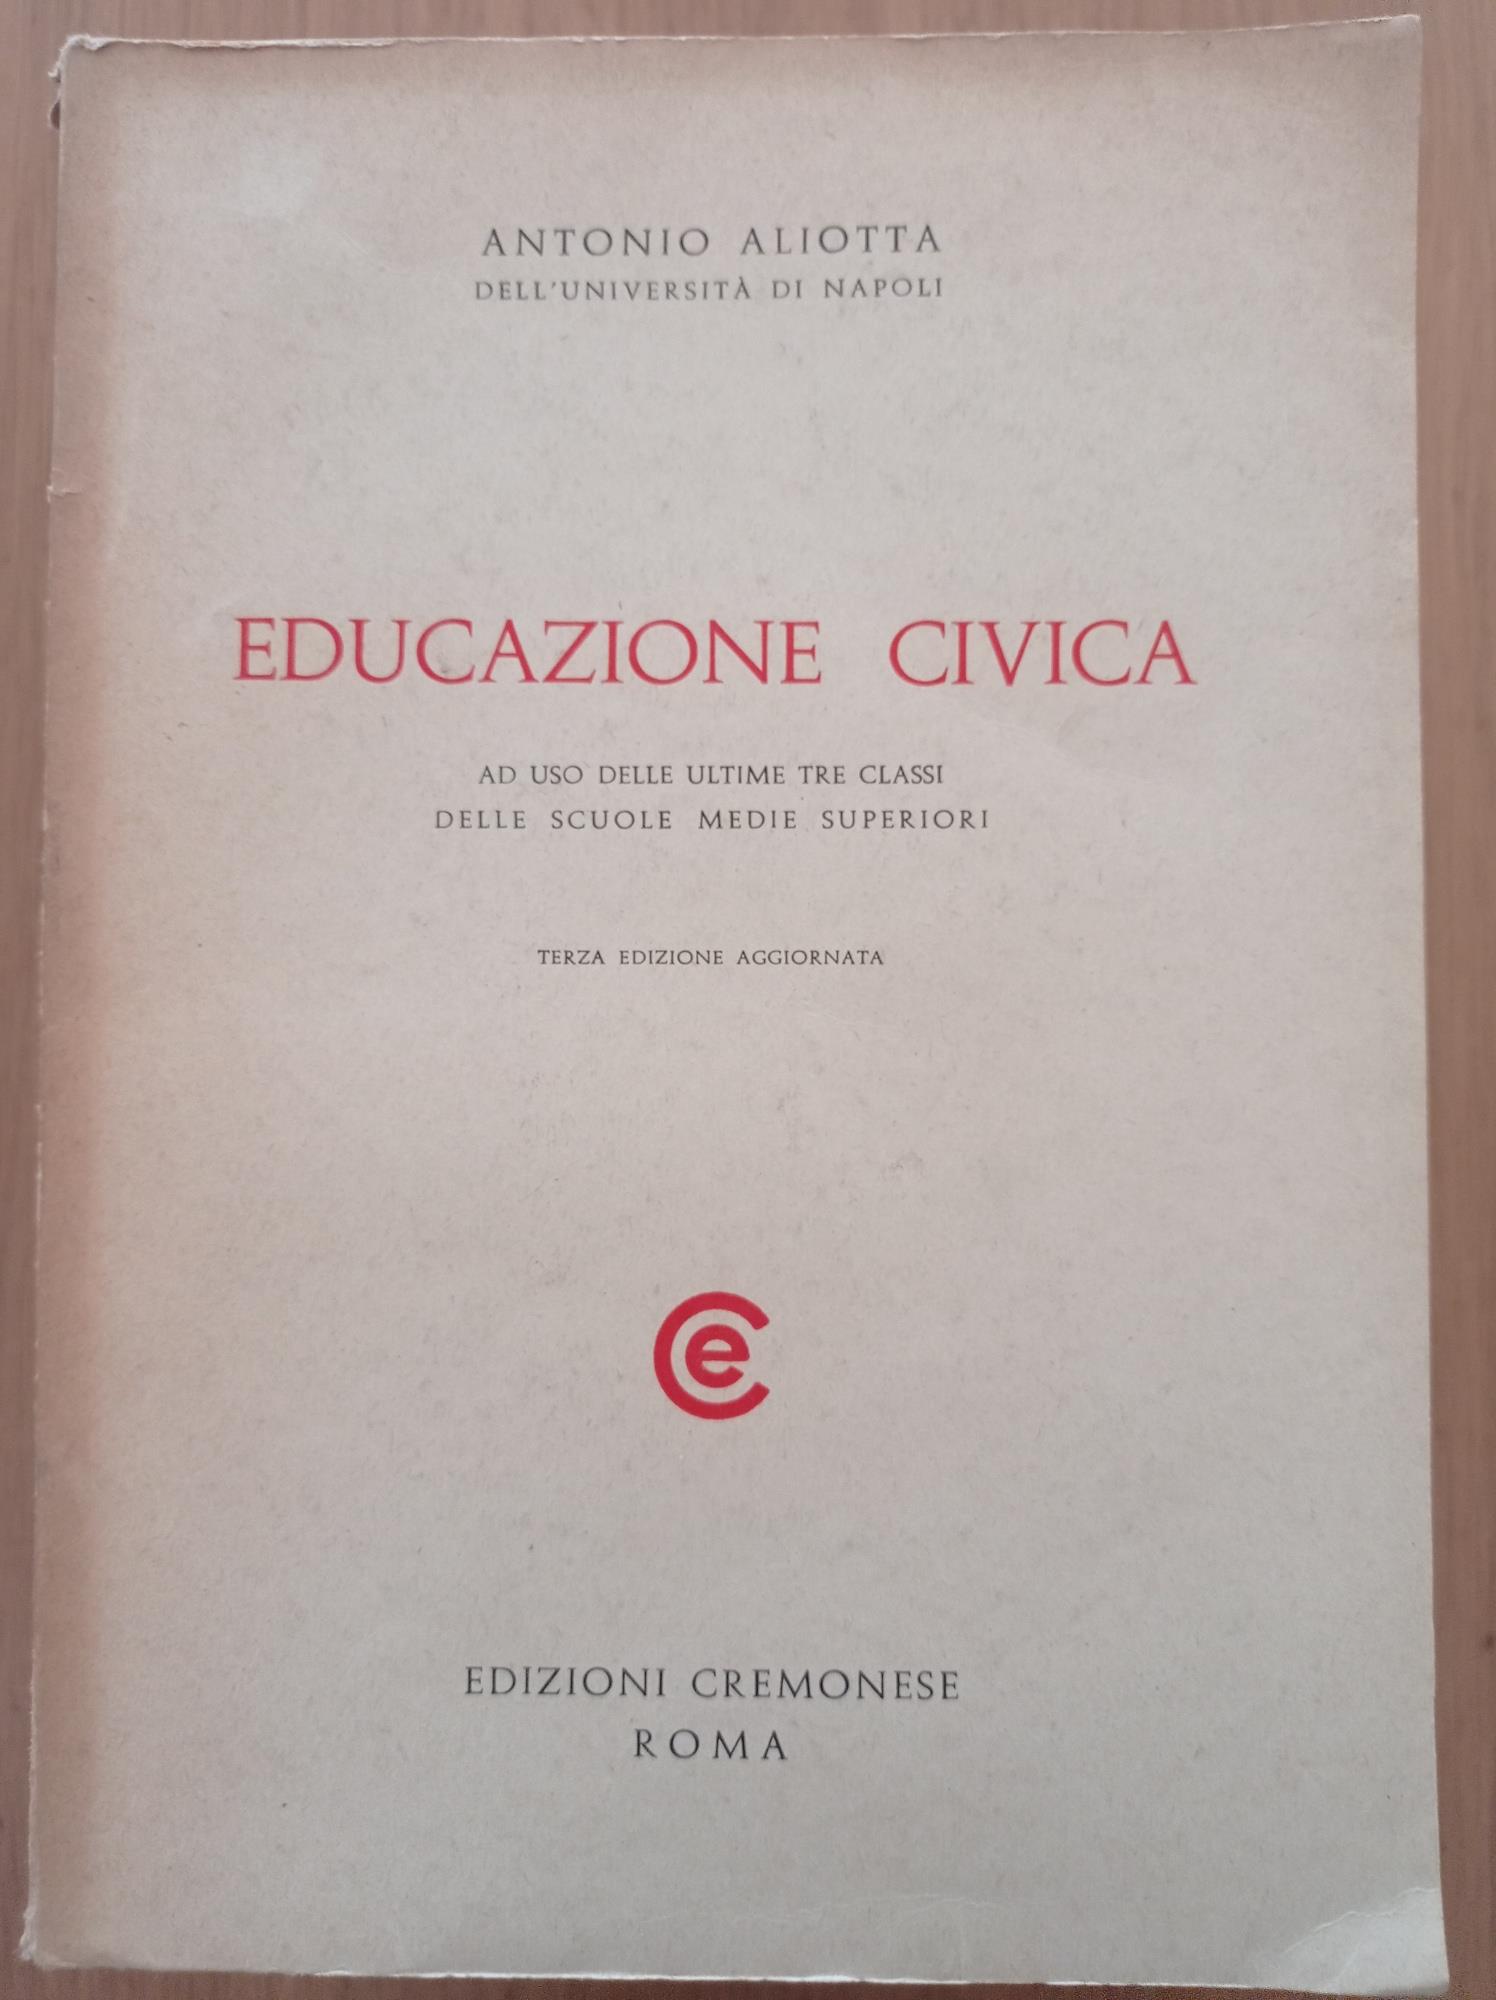 ANTONIO ALIOTTA
DELL'UNIVERSITÀ DI NAPOLI
EDUCAZIONE CIVICA
AD USO DELLE ULTIME TRE CLASSI
DELLE SCUOLE MEDIE SUPERIORI
TERZA EDIZIONE AGGIORNATA
Ce
EDIZIONI CREMONESE
ROMA